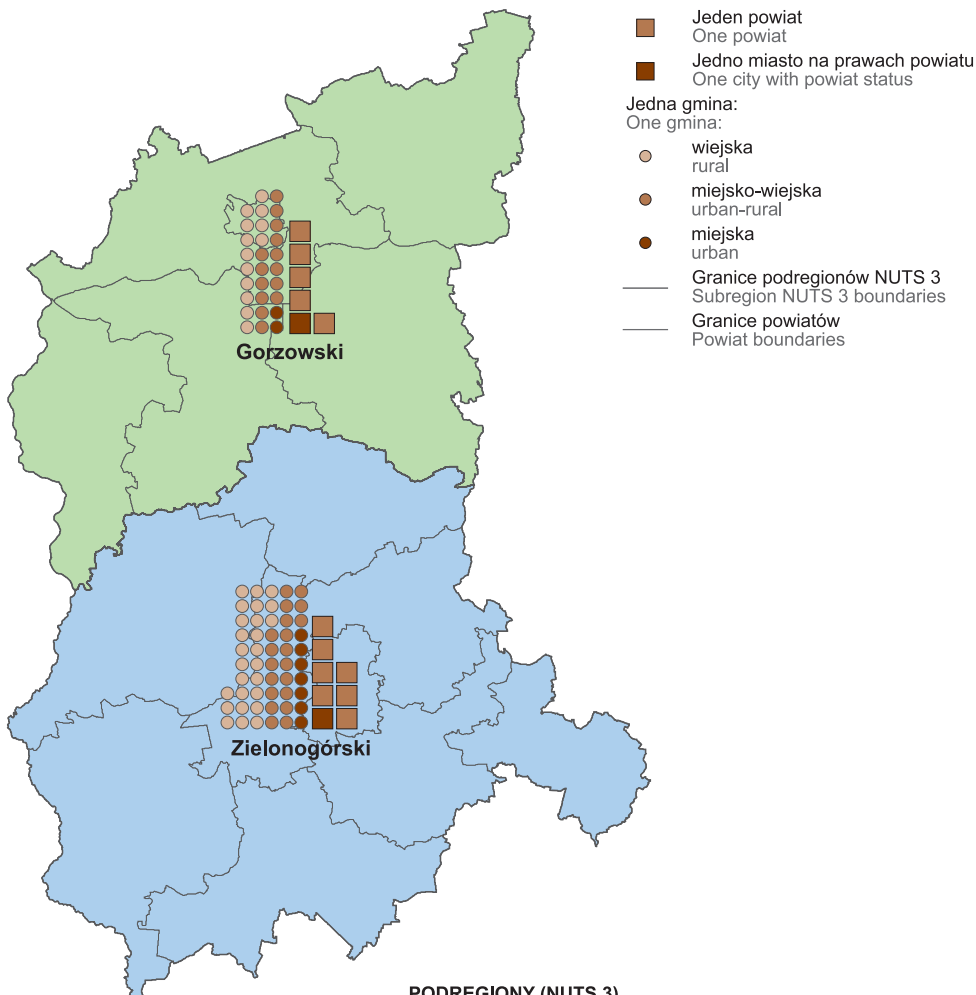 Jeden powiat
One powiat
Jedno miasto na prawach powiatu
One city with powiat status
Jedna gmina:
One gmina:
wiejska
rural
miejsko-wiejska
urban-rural
miejska
urban
Granice podregionów NUTS 3
Subregion NUTS 3 boundaries
Granice powiatów
Powiat boundaries
Gorzowski
Zielonogórski
PODREGIONY (NUTS 3)